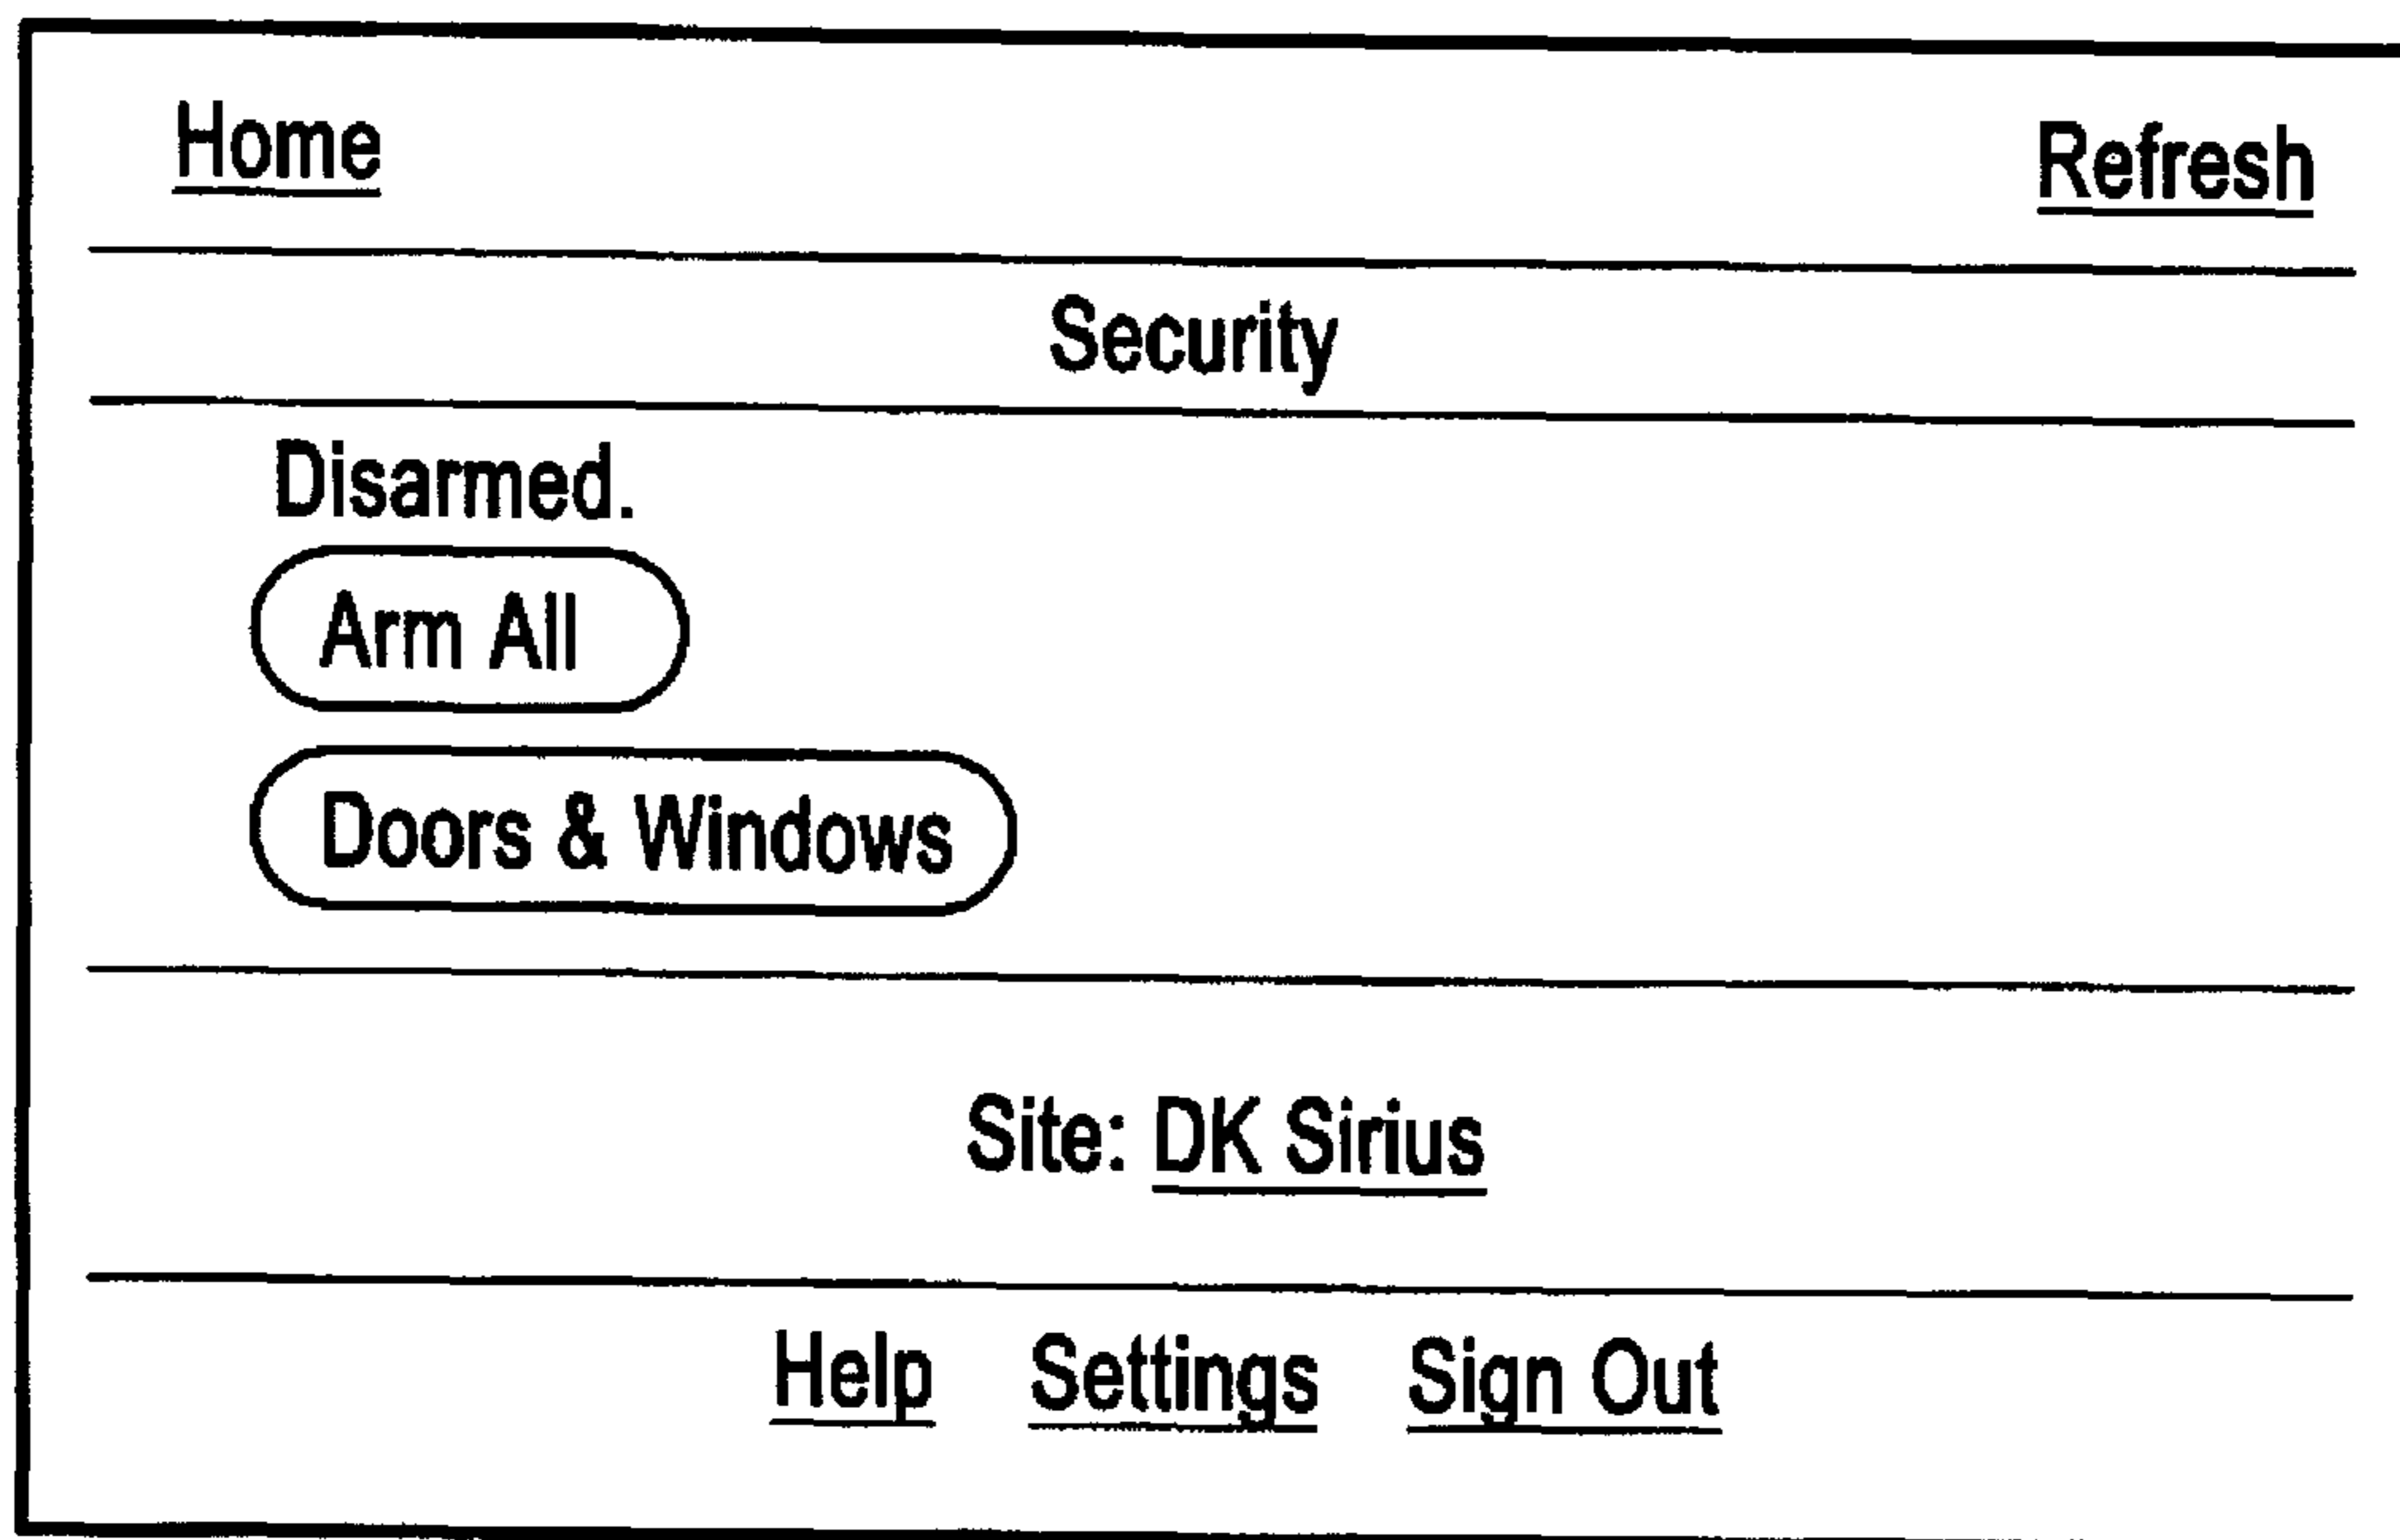 Home Refresh
Security
Disarmed.
Arm All
Doors & Windows
Site: DK Sirius
Help Settings Sign Out